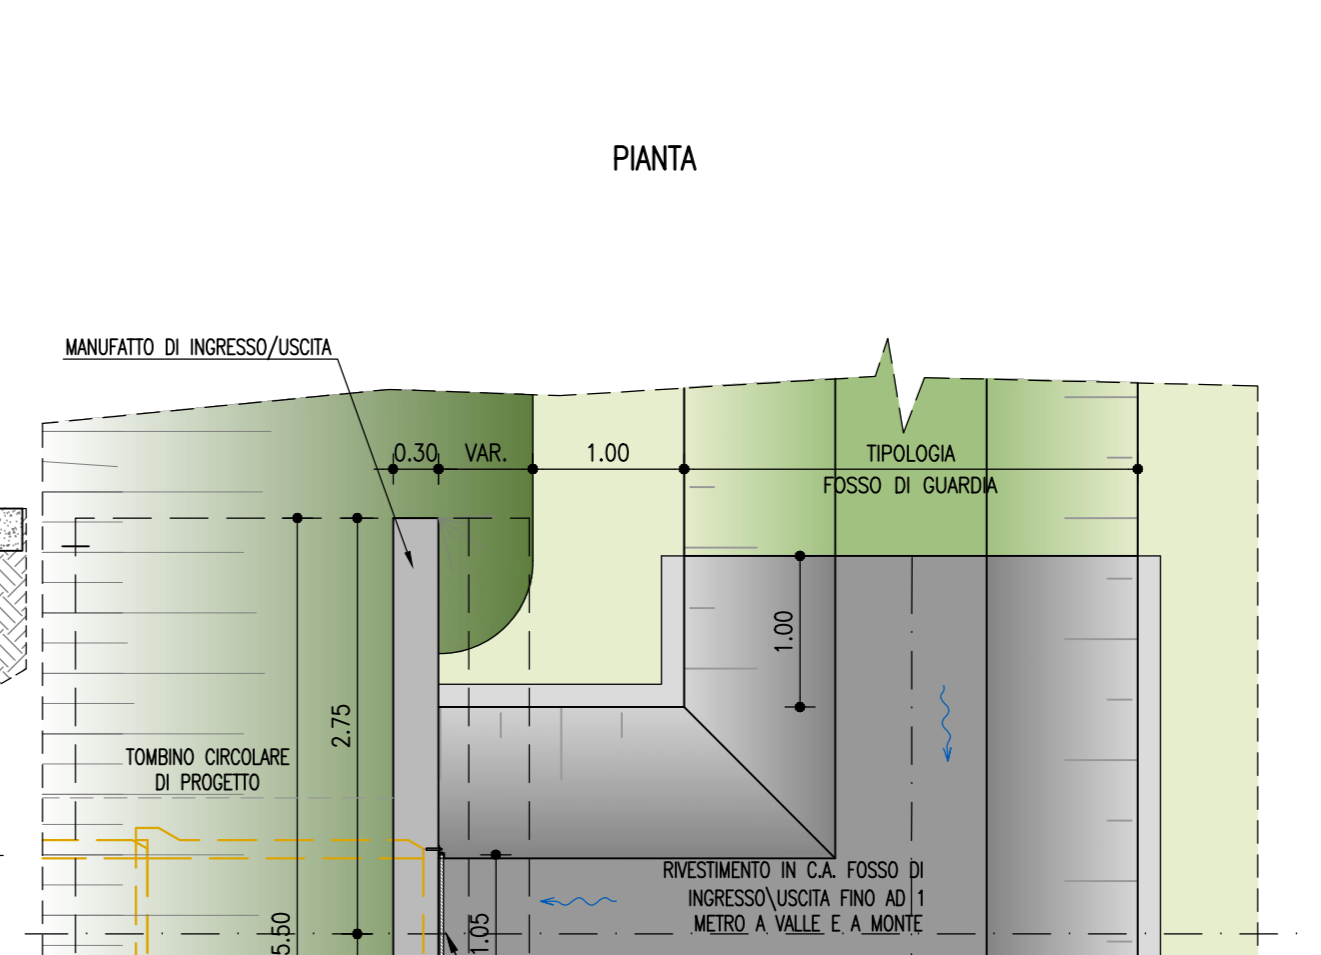 PIANTA
MANUFATTO DI INGRESSO/USCITA
0.30
VAR.
1.00
TIPOLOGIA
FOSSO DI GUARDIA
1.00
2.75
TOMBINO CIRCOLARE
DI PROGETTO
RIVESTIMENTO IN C.A. FOSSO DI
INGRESSO\USCITA FINO AD 1
METRO A VALLE E A MONTE
5.50
1.05